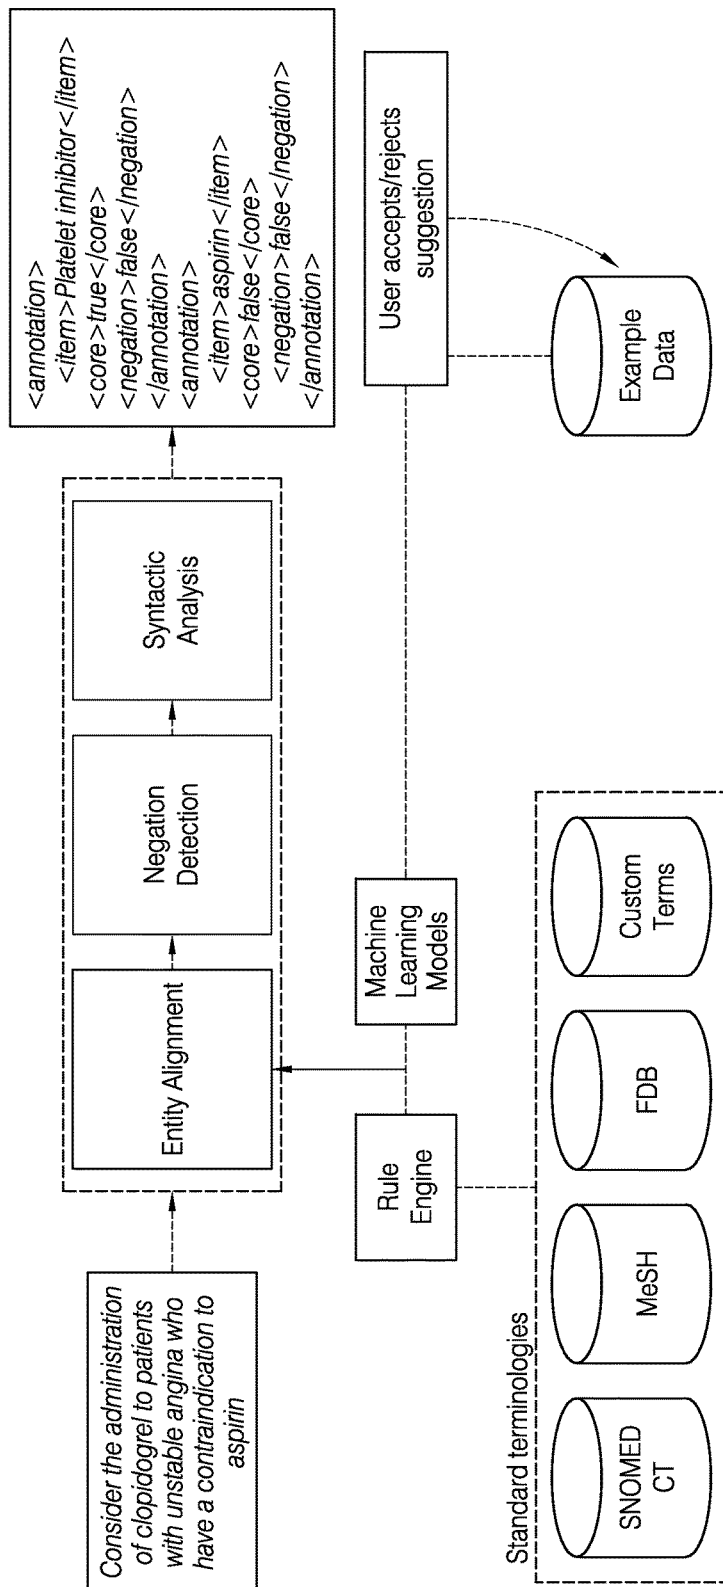 Consider the administration
of clopidogrel to patients
with unstable angina who
have a contraindication to
aspirin
Entity Alignment
Negation
Detection
Syntactic
Analysis
<annotation>
<item>Platelet inhibitor</item>
<core>true</core>
<negation>false</negation>
</annotation>
<annotation>
<item>aspirin</item>
<core>false</core>
<negation>false</negation>
</annotation>
Rule
Engine
Machine
Learning
Models
User accepts/rejects
suggestion
Standard terminologies
SNOMED
CT
MeSH
FDB
Custom
Terms
Example
Data